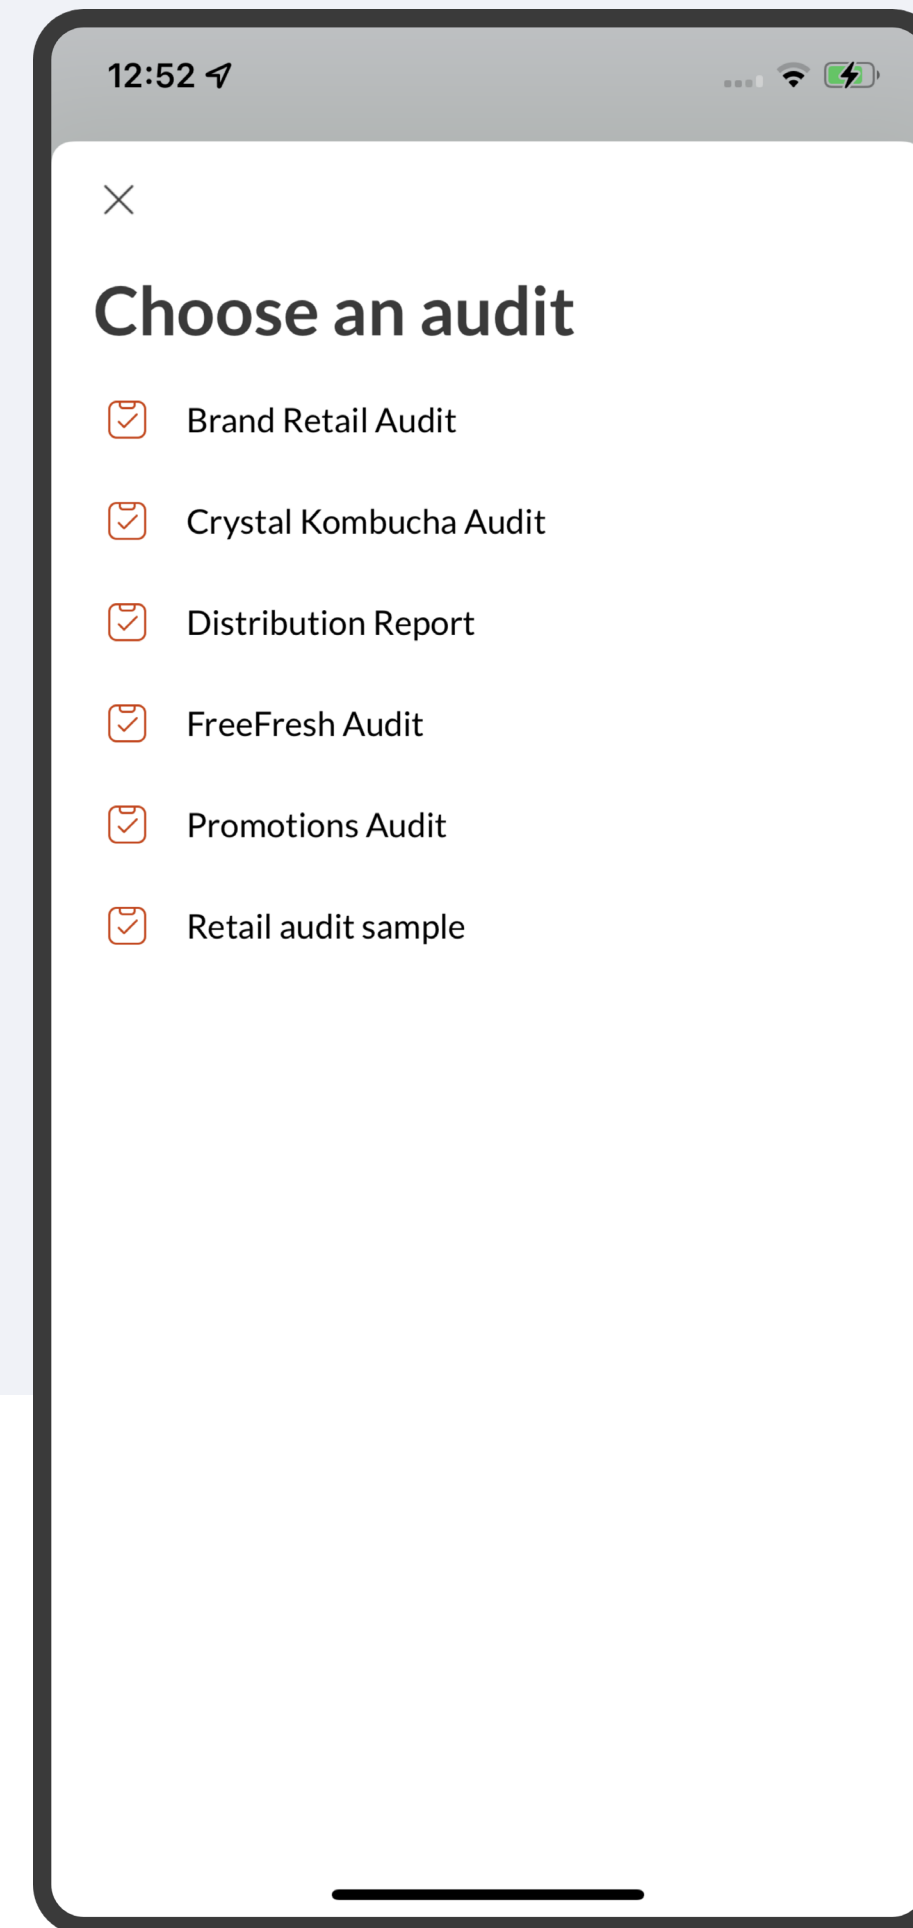 12:52
Choose an audit
Brand Retail Audit
Crystal Kombucha Audit
Distribution Report
FreeFresh Audit
Promotions Audit
Retail audit sample